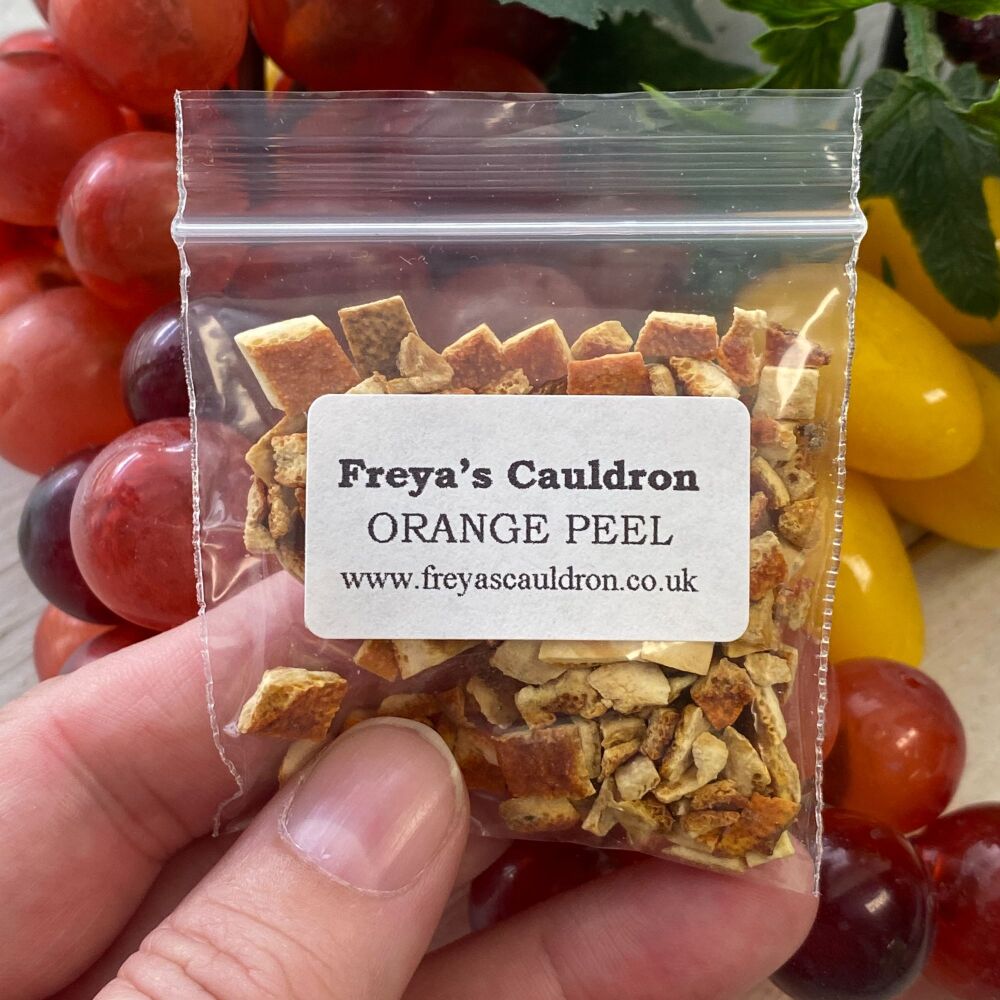 Freya's Cauldron
ORANGE PEEL
www.freyascauldron.co.uk